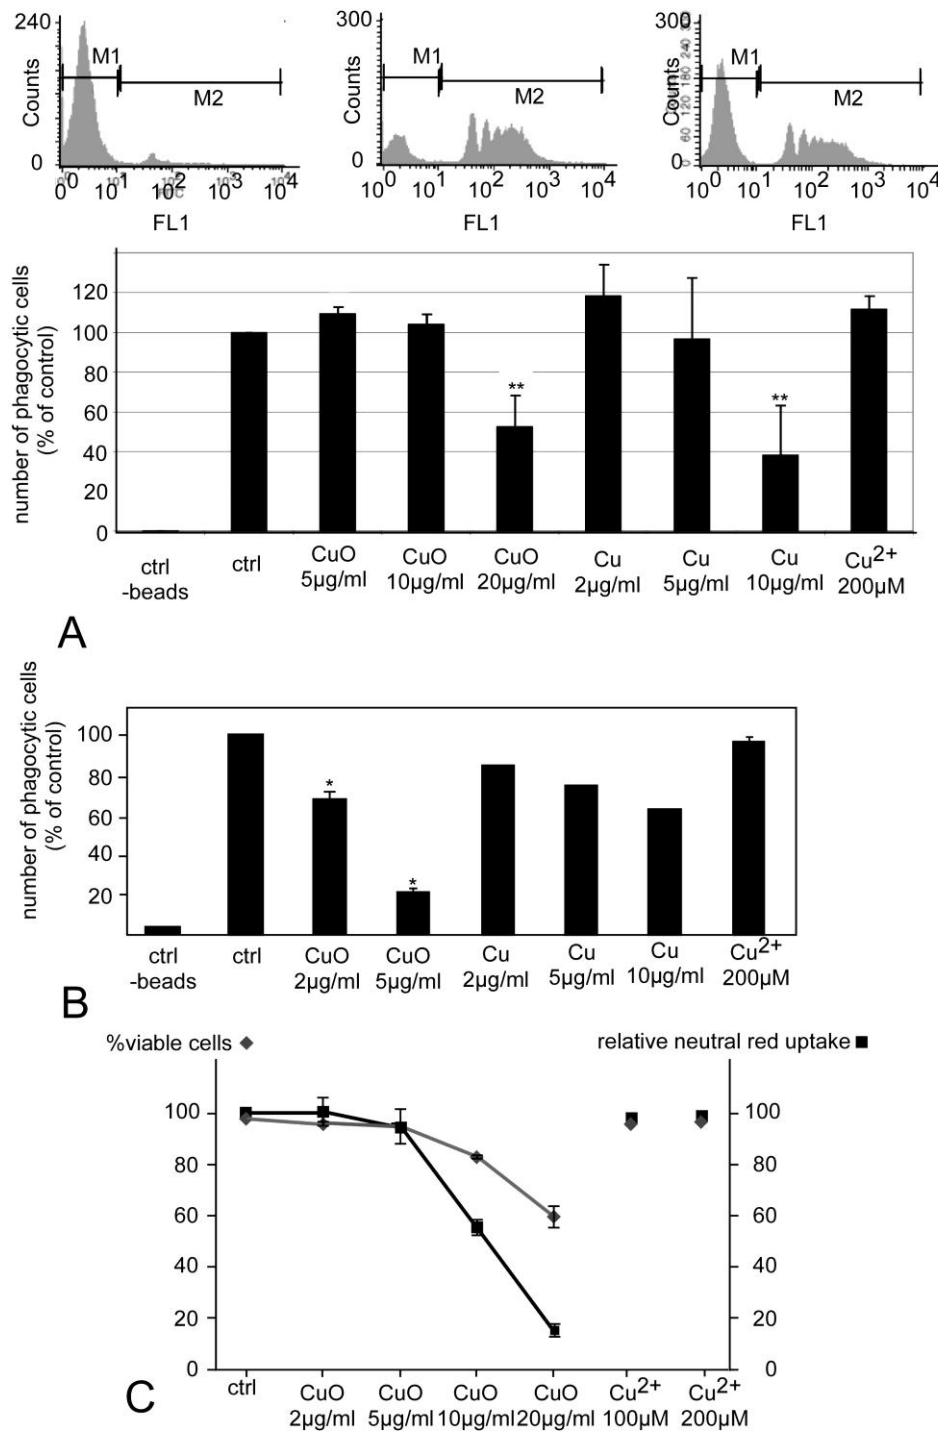 240
Counts
0
M1
M2
0 10¹ 10² 10³ 10⁴
FL1
300
Counts
0
M1
M2
10⁰ 10¹ 10² 10³ 10⁴
FL1
300
Counts
240
180
120
60
0
M1
M2
10⁰ 10 10² 10³ 10⁴
FL1
number of phagocytic cells
(% of control)
120
100
80
60
40
20
0
**
**
ctrl
-beads
ctrl
CuO
5µg/ml
CuO
10µg/ml
CuO
20µg/ml
Cu
2µg/ml
Cu
5µg/ml
Cu
10µg/ml
Cu²⁺
200µM
A
number of phagocytic cells
(% of control)
100
80
60
40
20
*
*
ctrl
-beads
ctrl
CuO
2µg/ml
CuO
5µg/ml
Cu
2µg/ml
Cu
5µg/ml
Cu
10µg/ml
Cu²⁺
200µM
B
%viable cells
relative neutral red uptake
100
80
60
40
20
0
100
80
60
40
20
0
ctrl
CuO
2µg/ml
CuO
5µg/ml
CuO
10µg/ml
CuO
20µg/ml
Cu²⁺
100µM
Cu²⁺
200µM
C